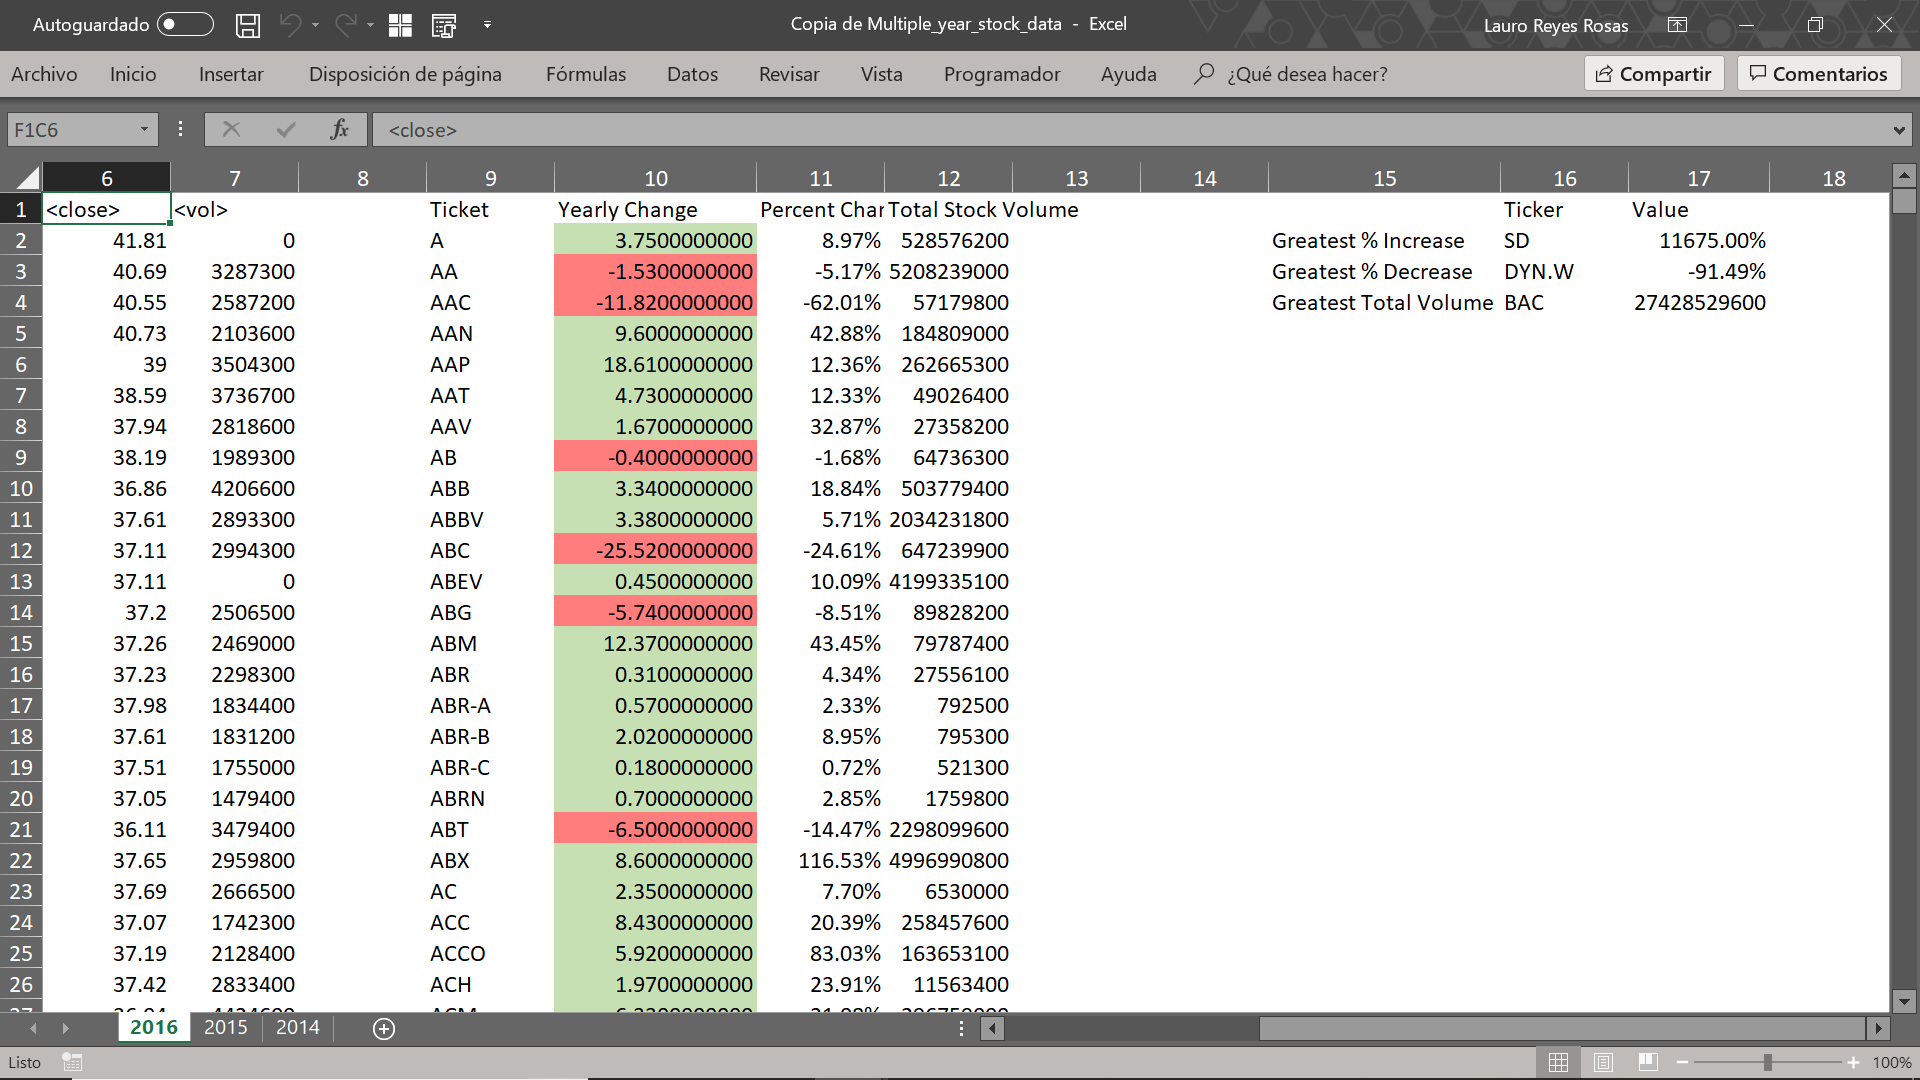 Autoguardado Copia de Multiple_year_stock_data - Excel Lauro Reyes Rosas
Archivo Inicio Insertar Disposición de página Fórmulas Datos Revisar Vista Programador Ayuda ¿Qué desea hacer? Compartir Comentarios
F1C6 fx <close>
6 7 8 9 10 11 12 13 14 15 16 17 18
1 <close> <vol> Ticket Yearly Change Percent Char Total Stock Volume Ticker Value
2 41.81 0 A 3.7500000000 8.97% 528576200 Greatest % Increase SD 11675.00%
3 40.69 3287300 AA -1.5300000000 -5.17% 5208239000 Greatest % Decrease DYN.W -91.49%
4 40.55 2587200 AAC -11.8200000000 -62.01% 57179800 Greatest Total Volume BAC 27428529600
5 40.73 2103600 AAN 9.6000000000 42.88% 184809000
6 39 3504300 AAP 18.6100000000 12.36% 262665300
7 38.59 3736700 AAT 4.7300000000 12.33% 49026400
8 37.94 2818600 AAV 1.6700000000 32.87% 27358200
9 38.19 1989300 AB -0.4000000000 -1.68% 64736300
10 36.86 4206600 ABB 3.3400000000 18.84% 503779400
11 37.61 2893300 ABBV 3.3800000000 5.71% 2034231800
12 37.11 2994300 ABC -25.5200000000 -24.61% 647239900
13 37.11 0 ABEV 0.4500000000 10.09% 4199335100
14 37.2 2506500 ABG -5.7400000000 -8.51% 89828200
15 37.26 2469000 ABM 12.3700000000 43.45% 79787400
16 37.23 2298300 ABR 0.3100000000 4.34% 27556100
17 37.98 1834400 ABR-A 0.5700000000 2.33% 792500
18 37.61 1831200 ABR-B 2.0200000000 8.95% 795300
19 37.51 1755000 ABR-C 0.1800000000 0.72% 521300
20 37.05 1479400 ABRN 0.7000000000 2.85% 1759800
21 36.11 3479400 ABT -6.5000000000 -14.47% 2298099600
22 37.65 2959800 ABX 8.6000000000 116.53% 4996990800
23 37.69 2666500 AC 2.3500000000 7.70% 6530000
24 37.07 1742300 ACC 8.4300000000 20.39% 258457600
25 37.19 2128400 ACCO 5.9200000000 83.03% 163653100
26 37.42 2833400 ACH 1.9700000000 23.91% 11563400
2016 2015 2014
Listo 100%